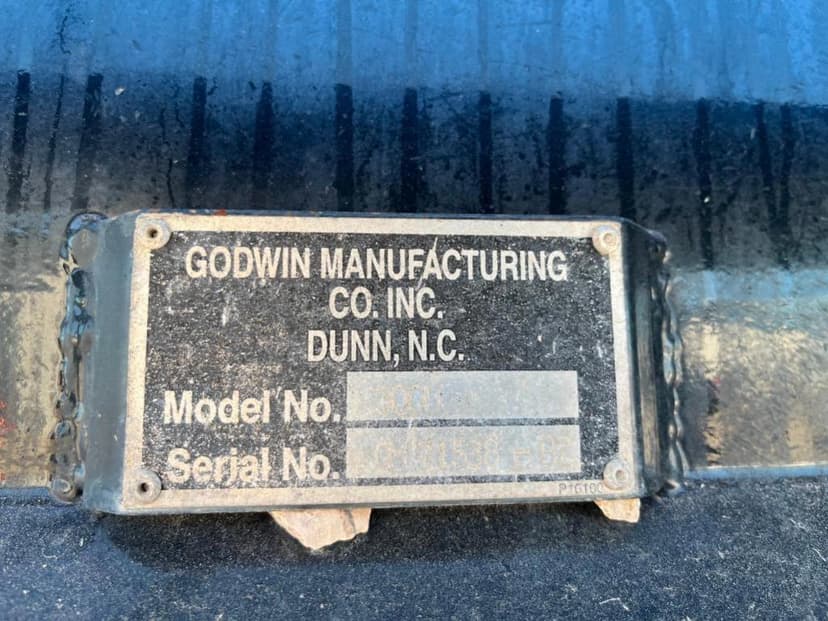 GODWIN MANUFACTURING
CO. INC.
DUNN, N.C.
Model No.
Serial No.